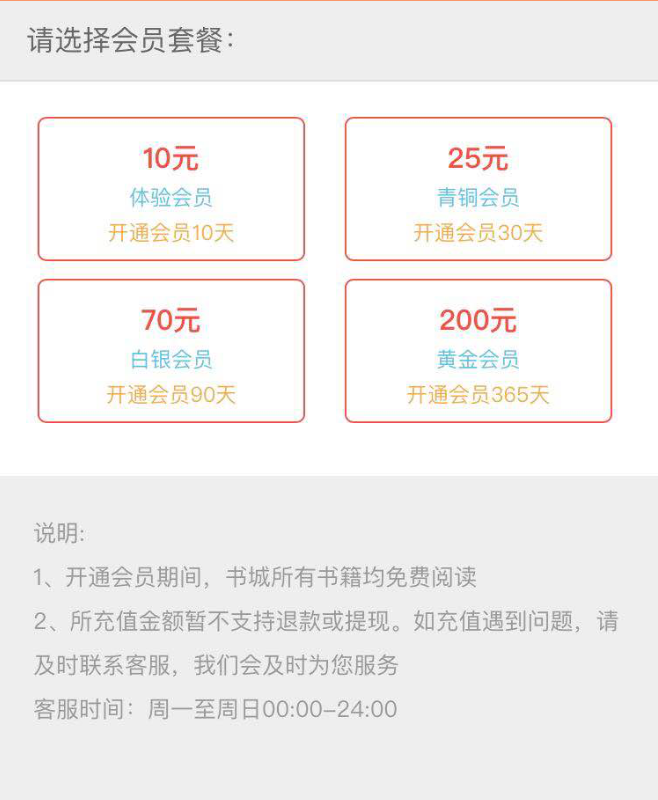 请选择会员套餐：
10元
体验会员
开通会员10天
25元
青铜会员
开通会员30天
70元
白银会员
开通会员90天
200元
黄金会员
开通会员365天
说明:
1、开通会员期间，书城所有书籍均免费阅读
2、所充值金额暂不支持退款或提现。如充值遇到问题，请
及时联系客服，我们会及时为您服务
客服时间：周一至周日00:00-24:00